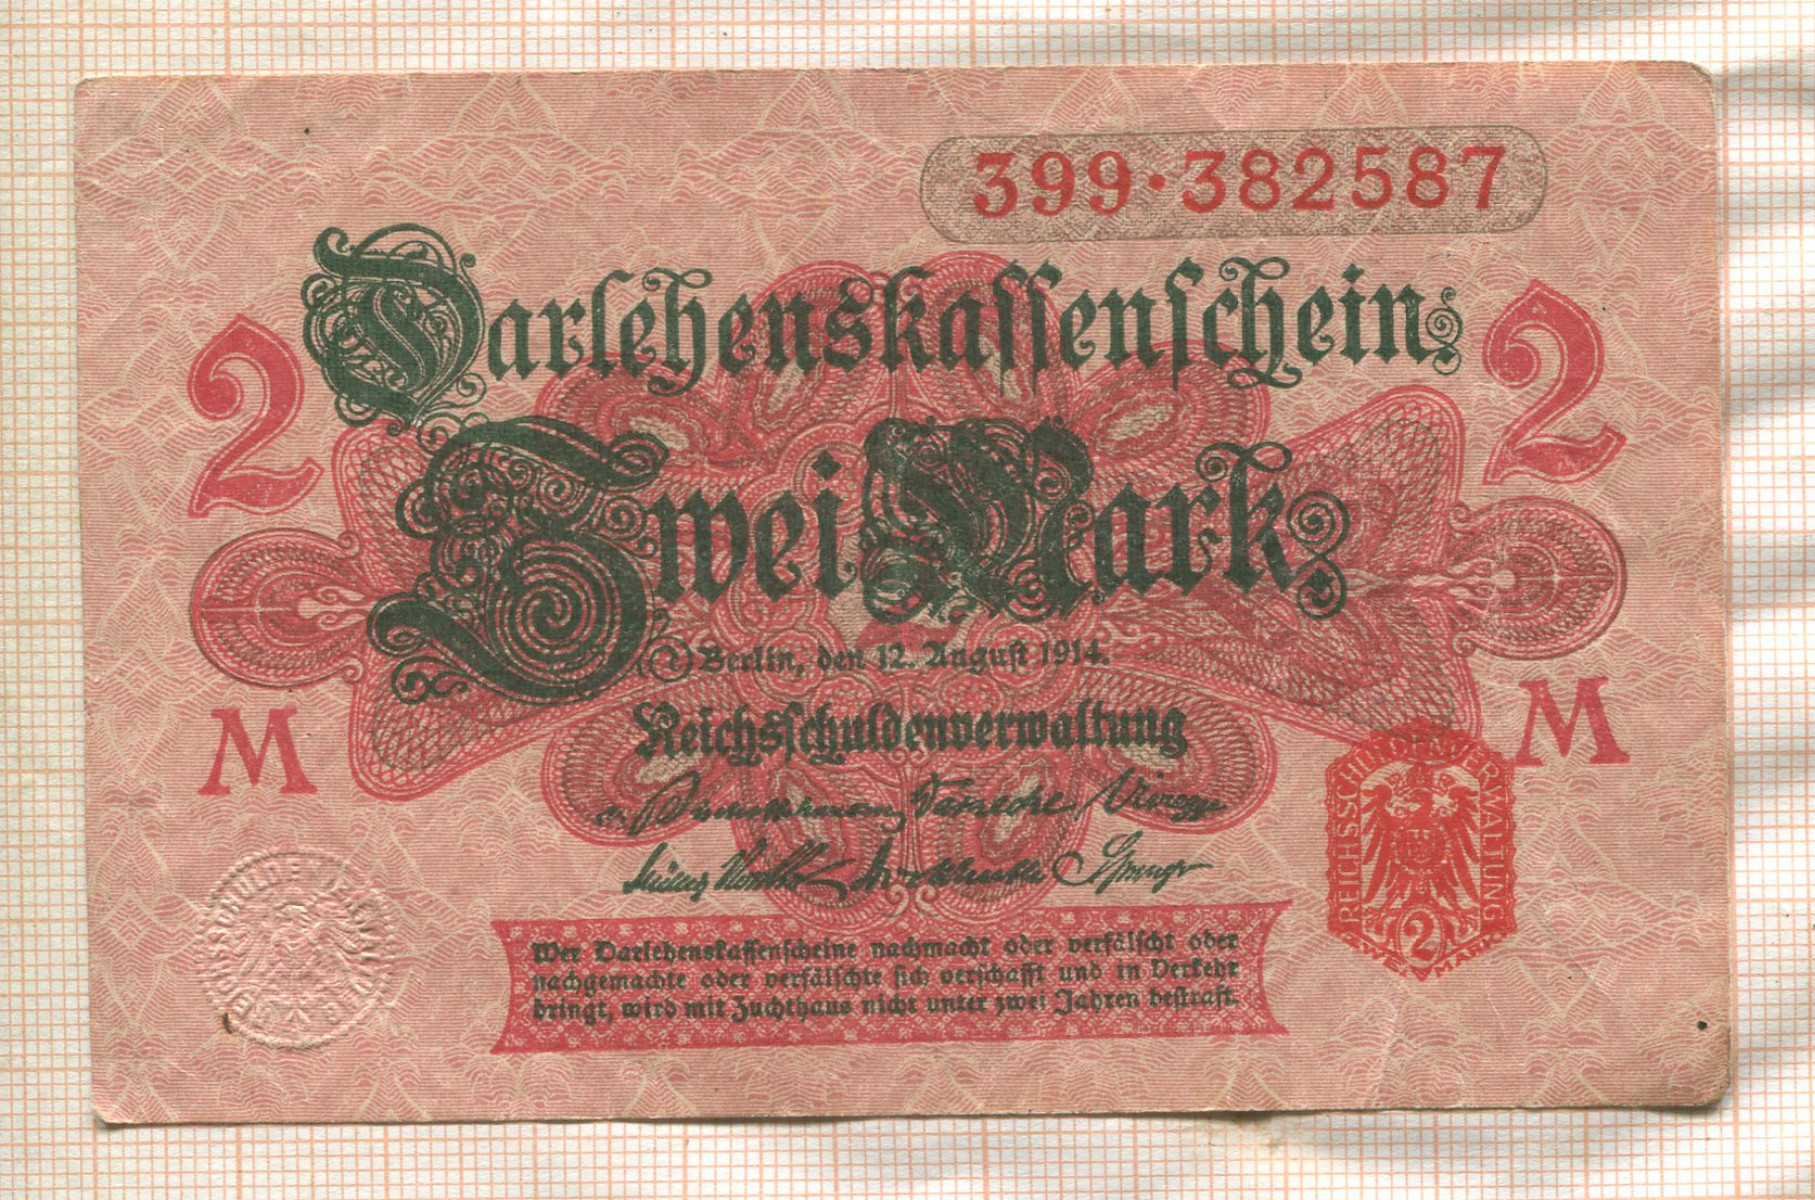 399·382587
Darlehenskassenschein
2 2
Zwei Mark
Berlin, den 12. August 1914.
Reichsschuldenverwaltung
M M
Wer Darlehenskassenscheine nachmacht oder verfälscht oder
nachgemachte oder verfälschte sich verschafft und in Verkehr
bringt, wird mit Zuchthaus nicht unter zwei Jahren bestraft.
REICHSSCHULDENVERWALTUNG
2
ZWEI MARK